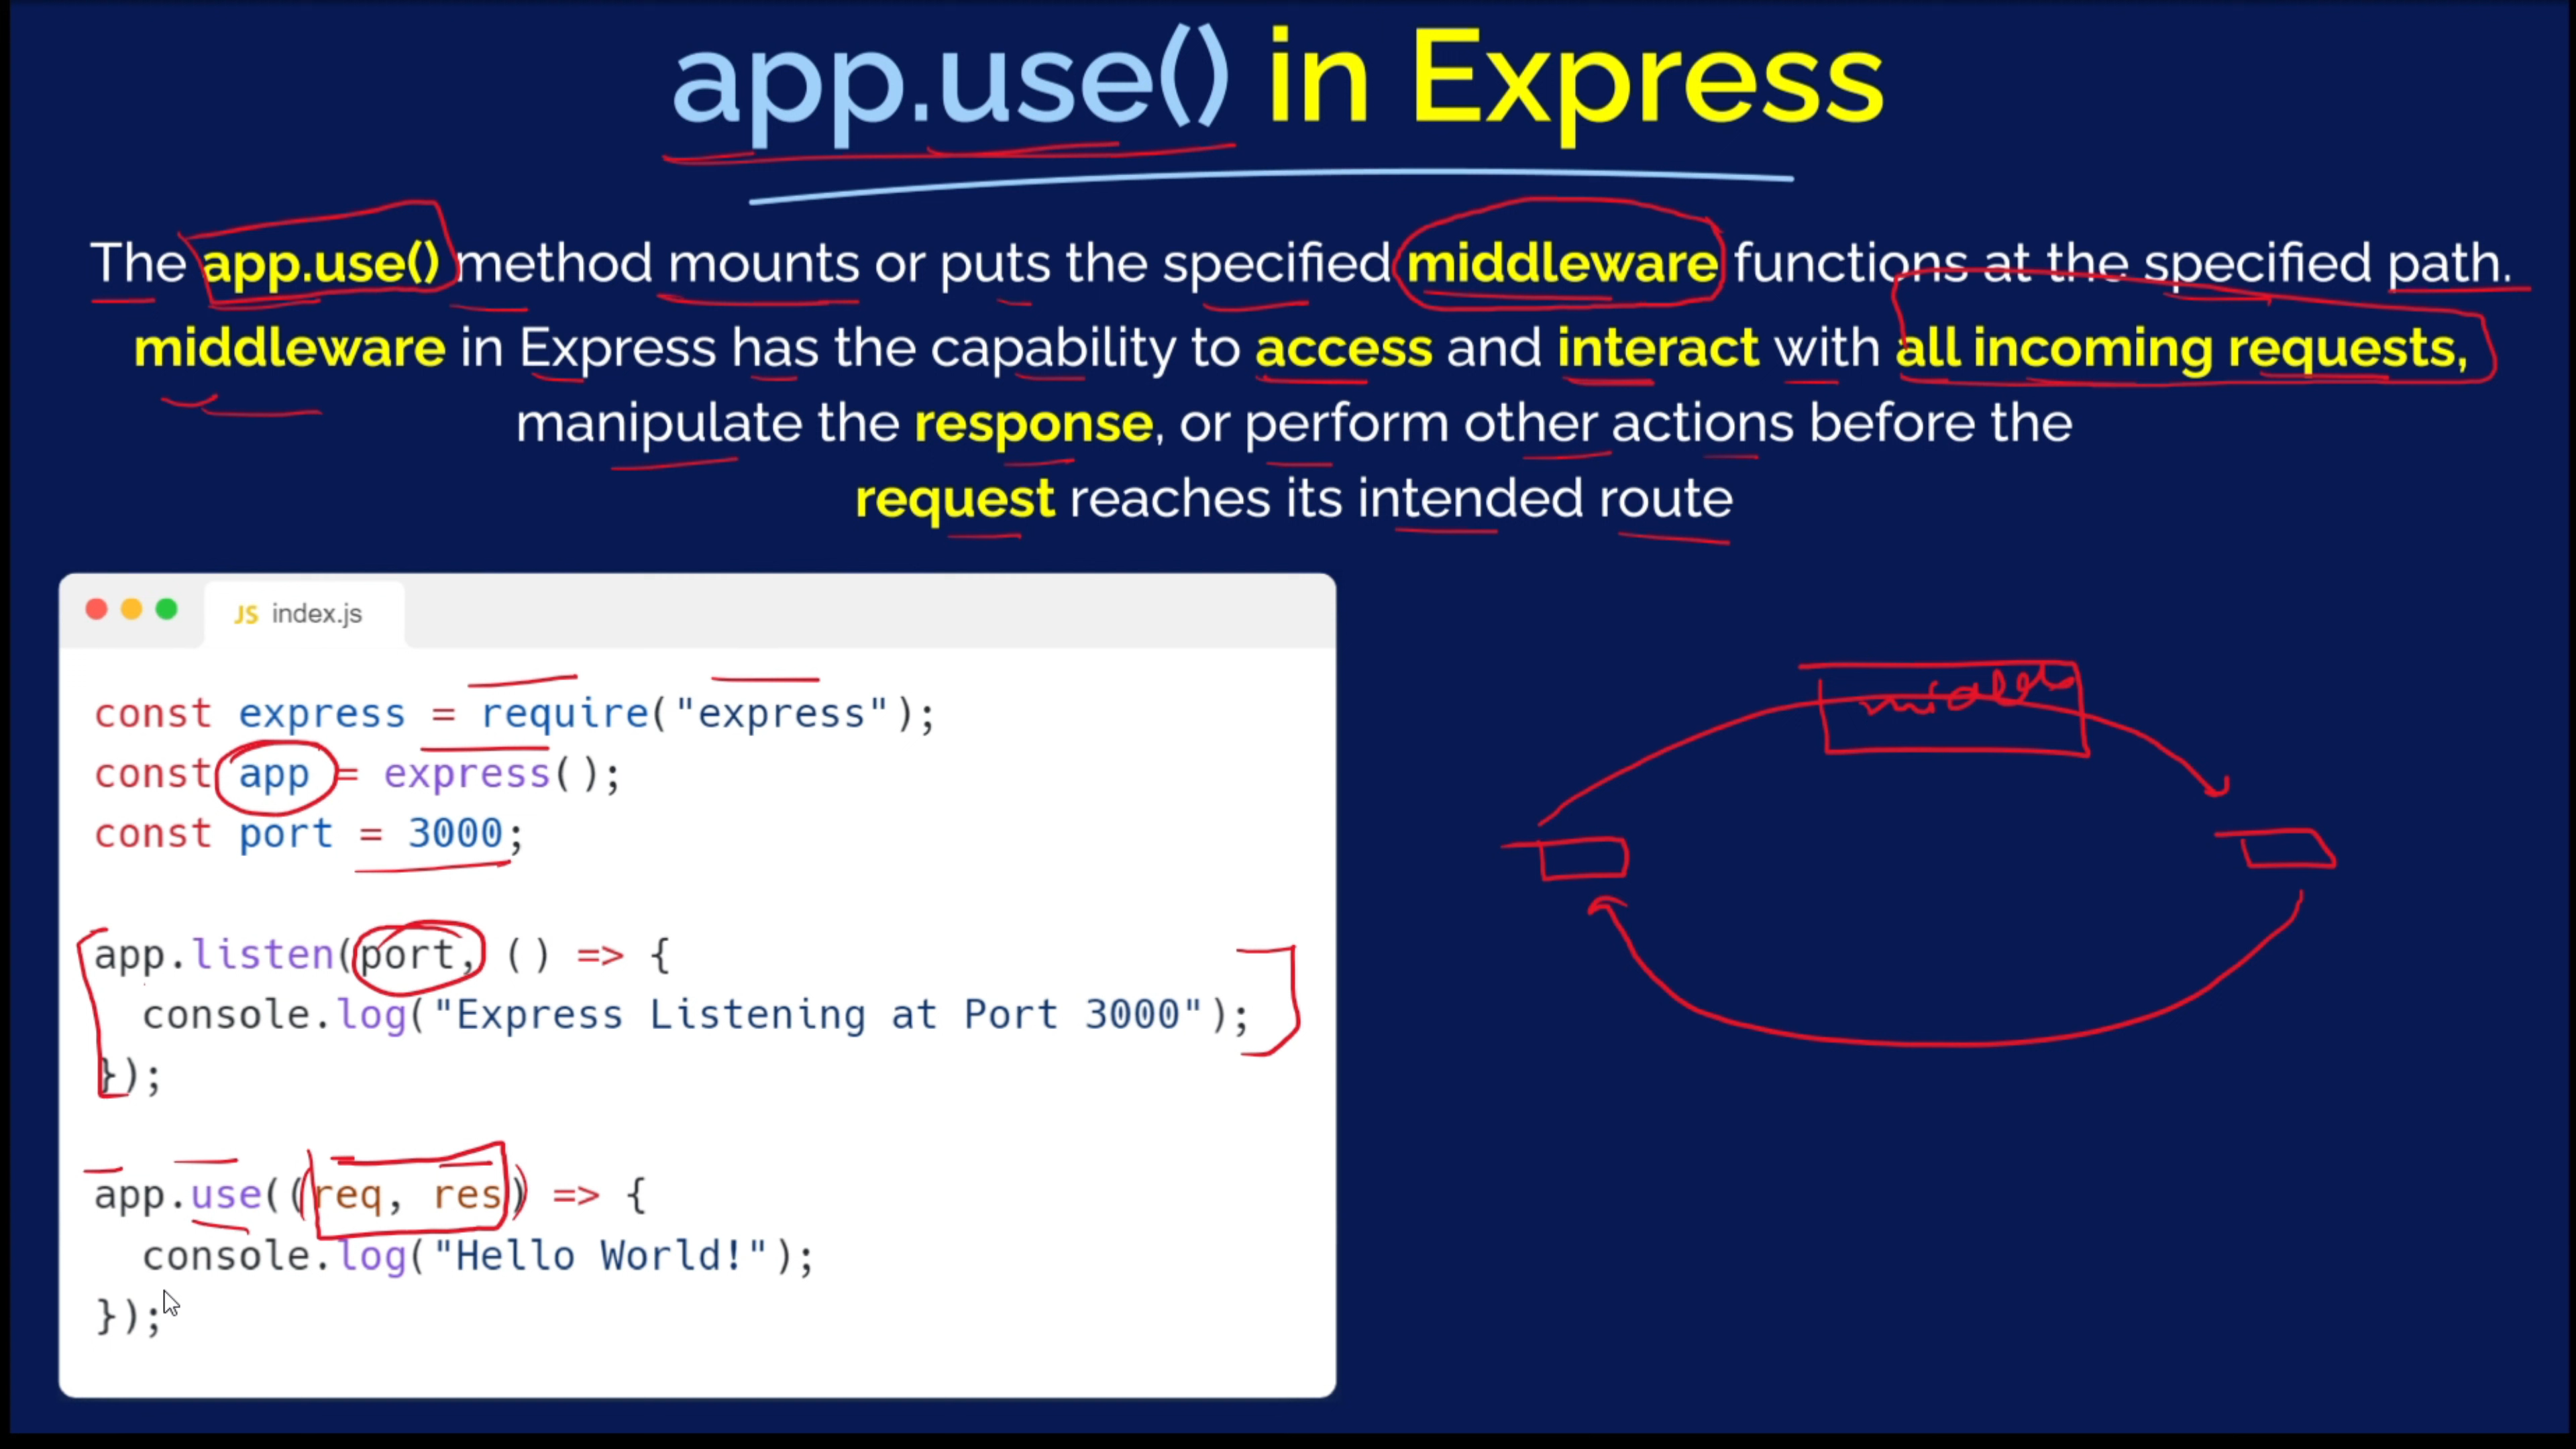 app.use() in Express
The app.use() method mounts or puts the specified middleware functions at the specified path.
middleware in Express has the capability to access and interact with all incoming requests,
manipulate the response, or perform other actions before the
request reaches its intended route
JS index.js
const express = require("express");
const app = express();
const port = 3000;
app.listen(port, () => {
console.log("Express Listening at Port 3000");
});
app.use((req, res) => {
console.log("Hello World!");
});